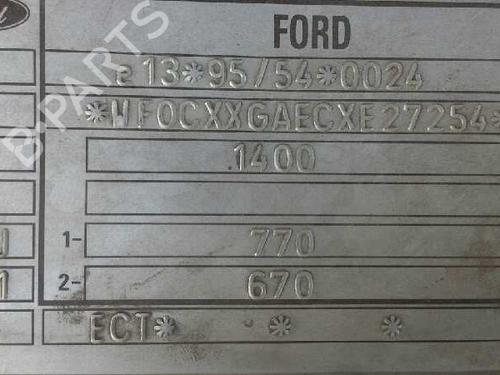 FORD
e13*95/54*0024
*WF0CXXGAECXE27254*
1400
1- 770
2- 670
ECT* * *
B-PARTS